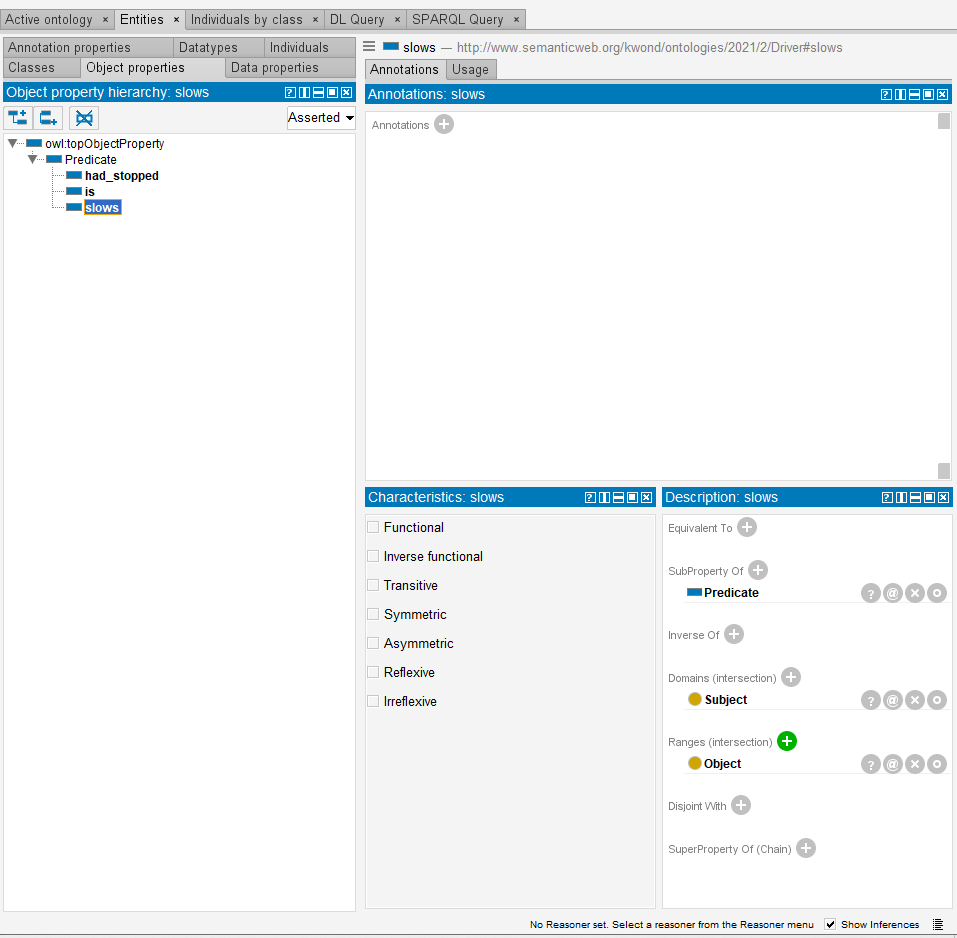 Active ontology × Entities × Individuals by class × DL Query × SPARQL Query ×
Annotation properties Datatypes Individuals
Classes Object properties Data properties
Object property hierarchy: slows
Asserted
owl:topObjectProperty
Predicate
had_stopped
is
slows
slows — http://www.semanticweb.org/kwond/ontologies/2021/2/Driver#slows
Annotations Usage
Annotations: slows
Annotations
Characteristics: slows
Functional
Inverse functional
Transitive
Symmetric
Asymmetric
Reflexive
Irreflexive
Description: slows
Equivalent To
SubProperty Of
Predicate
Inverse Of
Domains (intersection)
Subject
Ranges (intersection)
Object
Disjoint With
SuperProperty Of (Chain)
No Reasoner set. Select a reasoner from the Reasoner menu Show Inferences